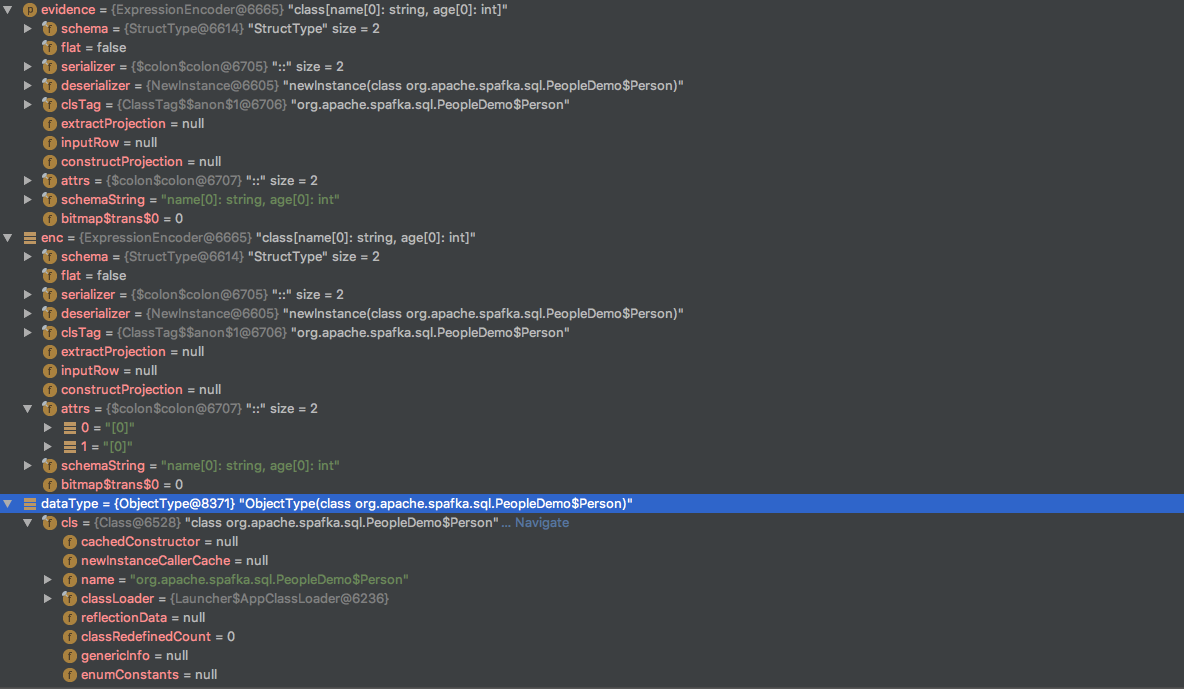 evidence = {ExpressionEncoder@6665} "class[name[0]: string, age[0]: int]"
schema = {StructType@6614} "StructType" size = 2
flat = false
serializer = {$colon$colon@6705} "::" size = 2
deserializer = {NewInstance@6605} "newInstance(class org.apache.spafka.sql.PeopleDemo$Person)"
clsTag = {ClassTag$$anon$1@6706} "org.apache.spafka.sql.PeopleDemo$Person"
extractProjection = null
inputRow = null
constructProjection = null
attrs = {$colon$colon@6707} "::" size = 2
schemaString = "name[0]: string, age[0]: int"
bitmap$trans$0 = 0
enc = {ExpressionEncoder@6665} "class[name[0]: string, age[0]: int]"
schema = {StructType@6614} "StructType" size = 2
flat = false
serializer = {$colon$colon@6705} "::" size = 2
deserializer = {NewInstance@6605} "newInstance(class org.apache.spafka.sql.PeopleDemo$Person)"
clsTag = {ClassTag$$anon$1@6706} "org.apache.spafka.sql.PeopleDemo$Person"
extractProjection = null
inputRow = null
constructProjection = null
attrs = {$colon$colon@6707} "::" size = 2
0 = "[0]"
1 = "[0]"
schemaString = "name[0]: string, age[0]: int"
bitmap$trans$0 = 0
dataType = {ObjectType@8371} "ObjectType(class org.apache.spafka.sql.PeopleDemo$Person)"
cls = {Class@6528} "class org.apache.spafka.sql.PeopleDemo$Person" ... Navigate
cachedConstructor = null
newInstanceCallerCache = null
name = "org.apache.spafka.sql.PeopleDemo$Person"
classLoader = {Launcher$AppClassLoader@6236}
reflectionData = null
classRedefinedCount = 0
genericInfo = null
enumConstants = null